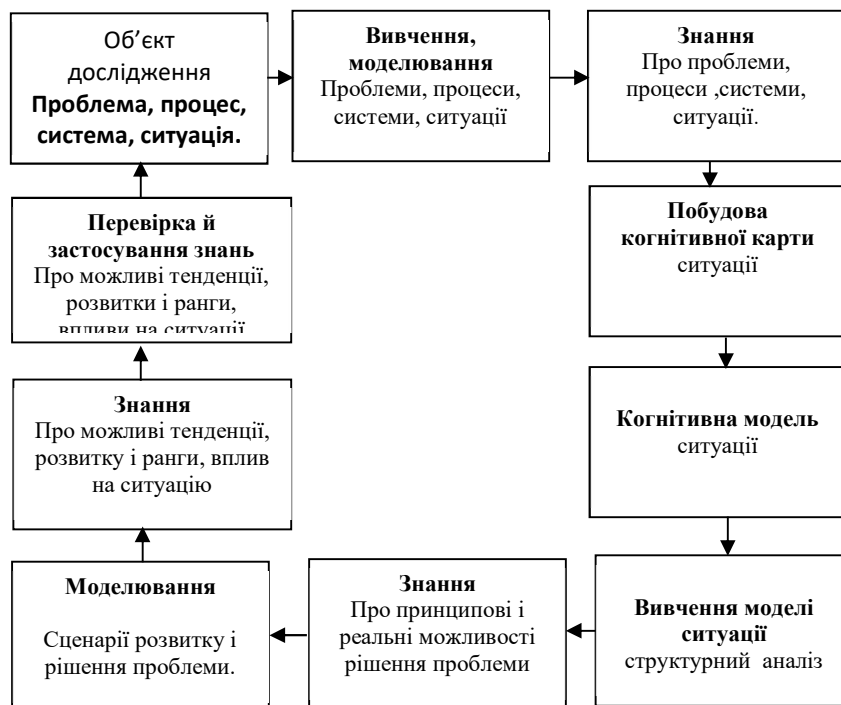 Об’єкт
дослідження
Проблема, процес,
система, ситуація.
Вивчення,
моделювання
Проблеми, процеси,
системи, ситуації
Знання
Про проблеми,
процеси ,системи,
ситуації.
Побудова
когнітивної карти
ситуації
Когнітивна модель
ситуації
Вивчення моделі
ситуації
структурний аналіз
Знання
Про принципові і
реальні можливості
рішення проблеми
Моделювання
Сценарії розвитку і
рішення проблеми.
Знання
Про можливі тенденції,
розвитку і ранги, вплив
на ситуацію
Перевірка й
застосування знань
Про можливі тенденції,
розвитки і ранги,
впливи на ситуації